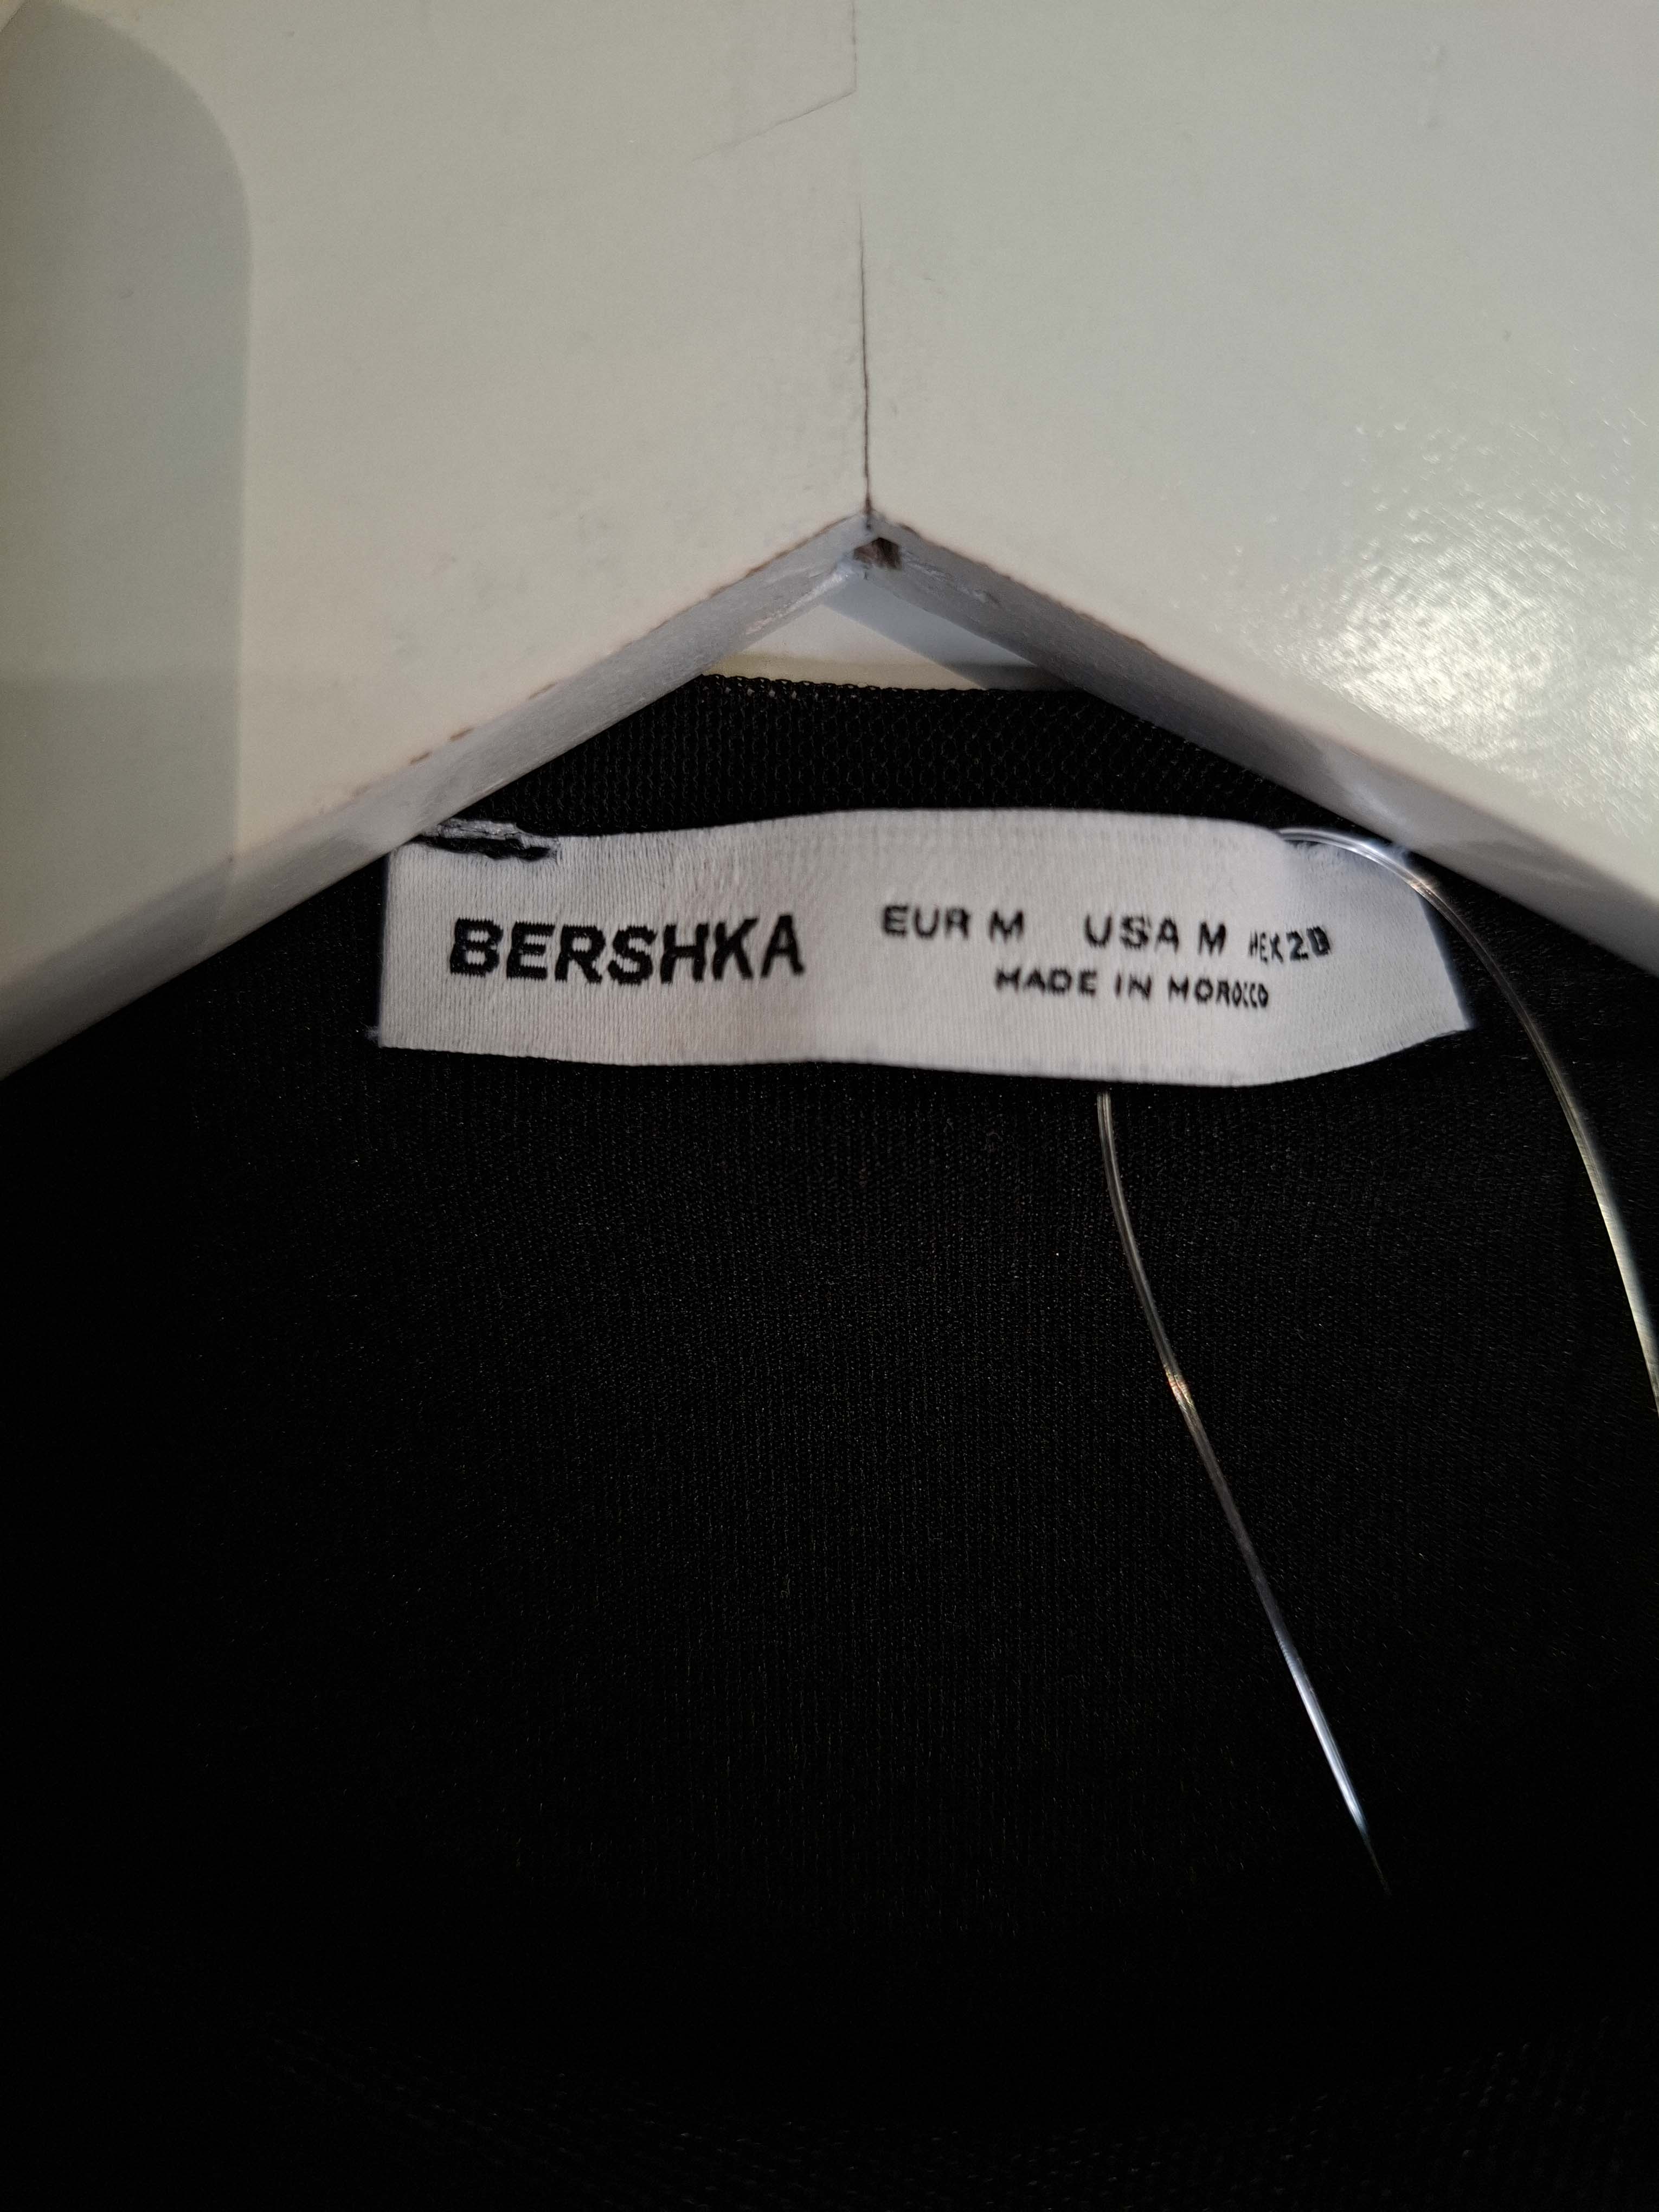 BERSHKA EUR M USA M MEX 28
MADE IN MOROCCO